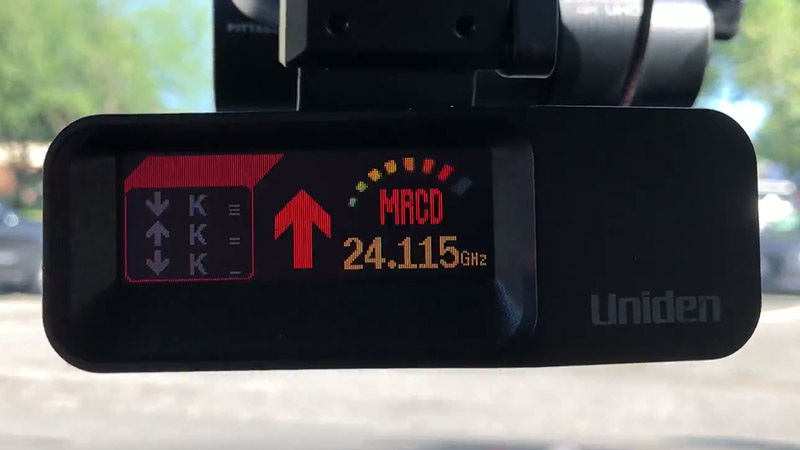 K
K
K
MRCD
24.115GHz
Uniden